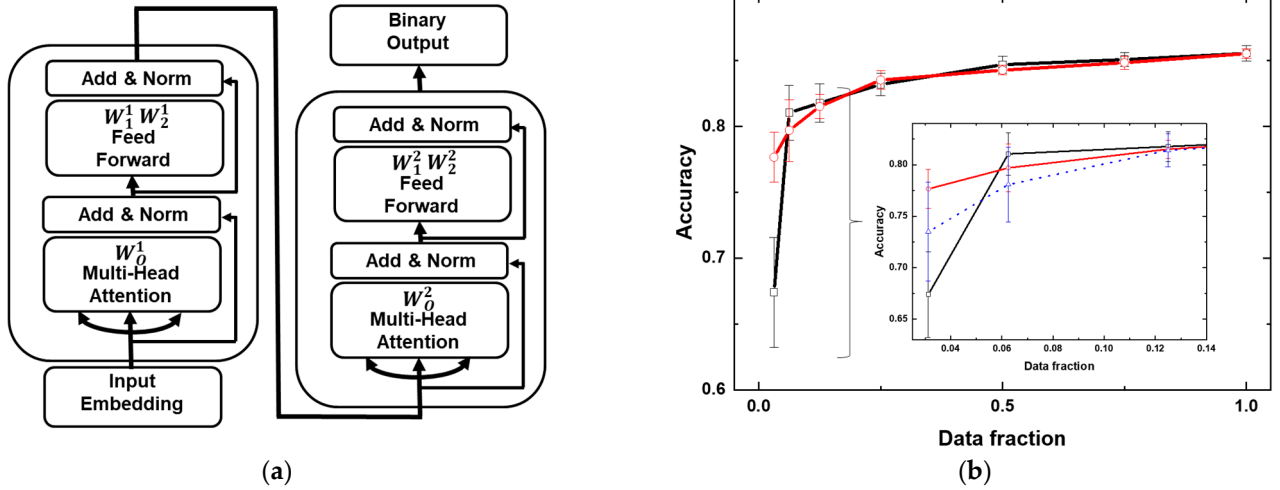 Add & Norm
W₁¹ W₂¹
Feed
Forward
Add & Norm
W_O¹
Multi-Head
Attention
Input
Embedding
Binary
Output
Add & Norm
W₁² W₂²
Feed
Forward
Add & Norm
W_O²
Multi-Head
Attention
(a)
Accuracy
0.8
0.7
0.6
0.0
0.5
1.0
Data fraction
Accuracy
0.80
0.75
0.70
0.65
0.04
0.06
0.08
0.10
0.12
0.14
Data fraction
(b)